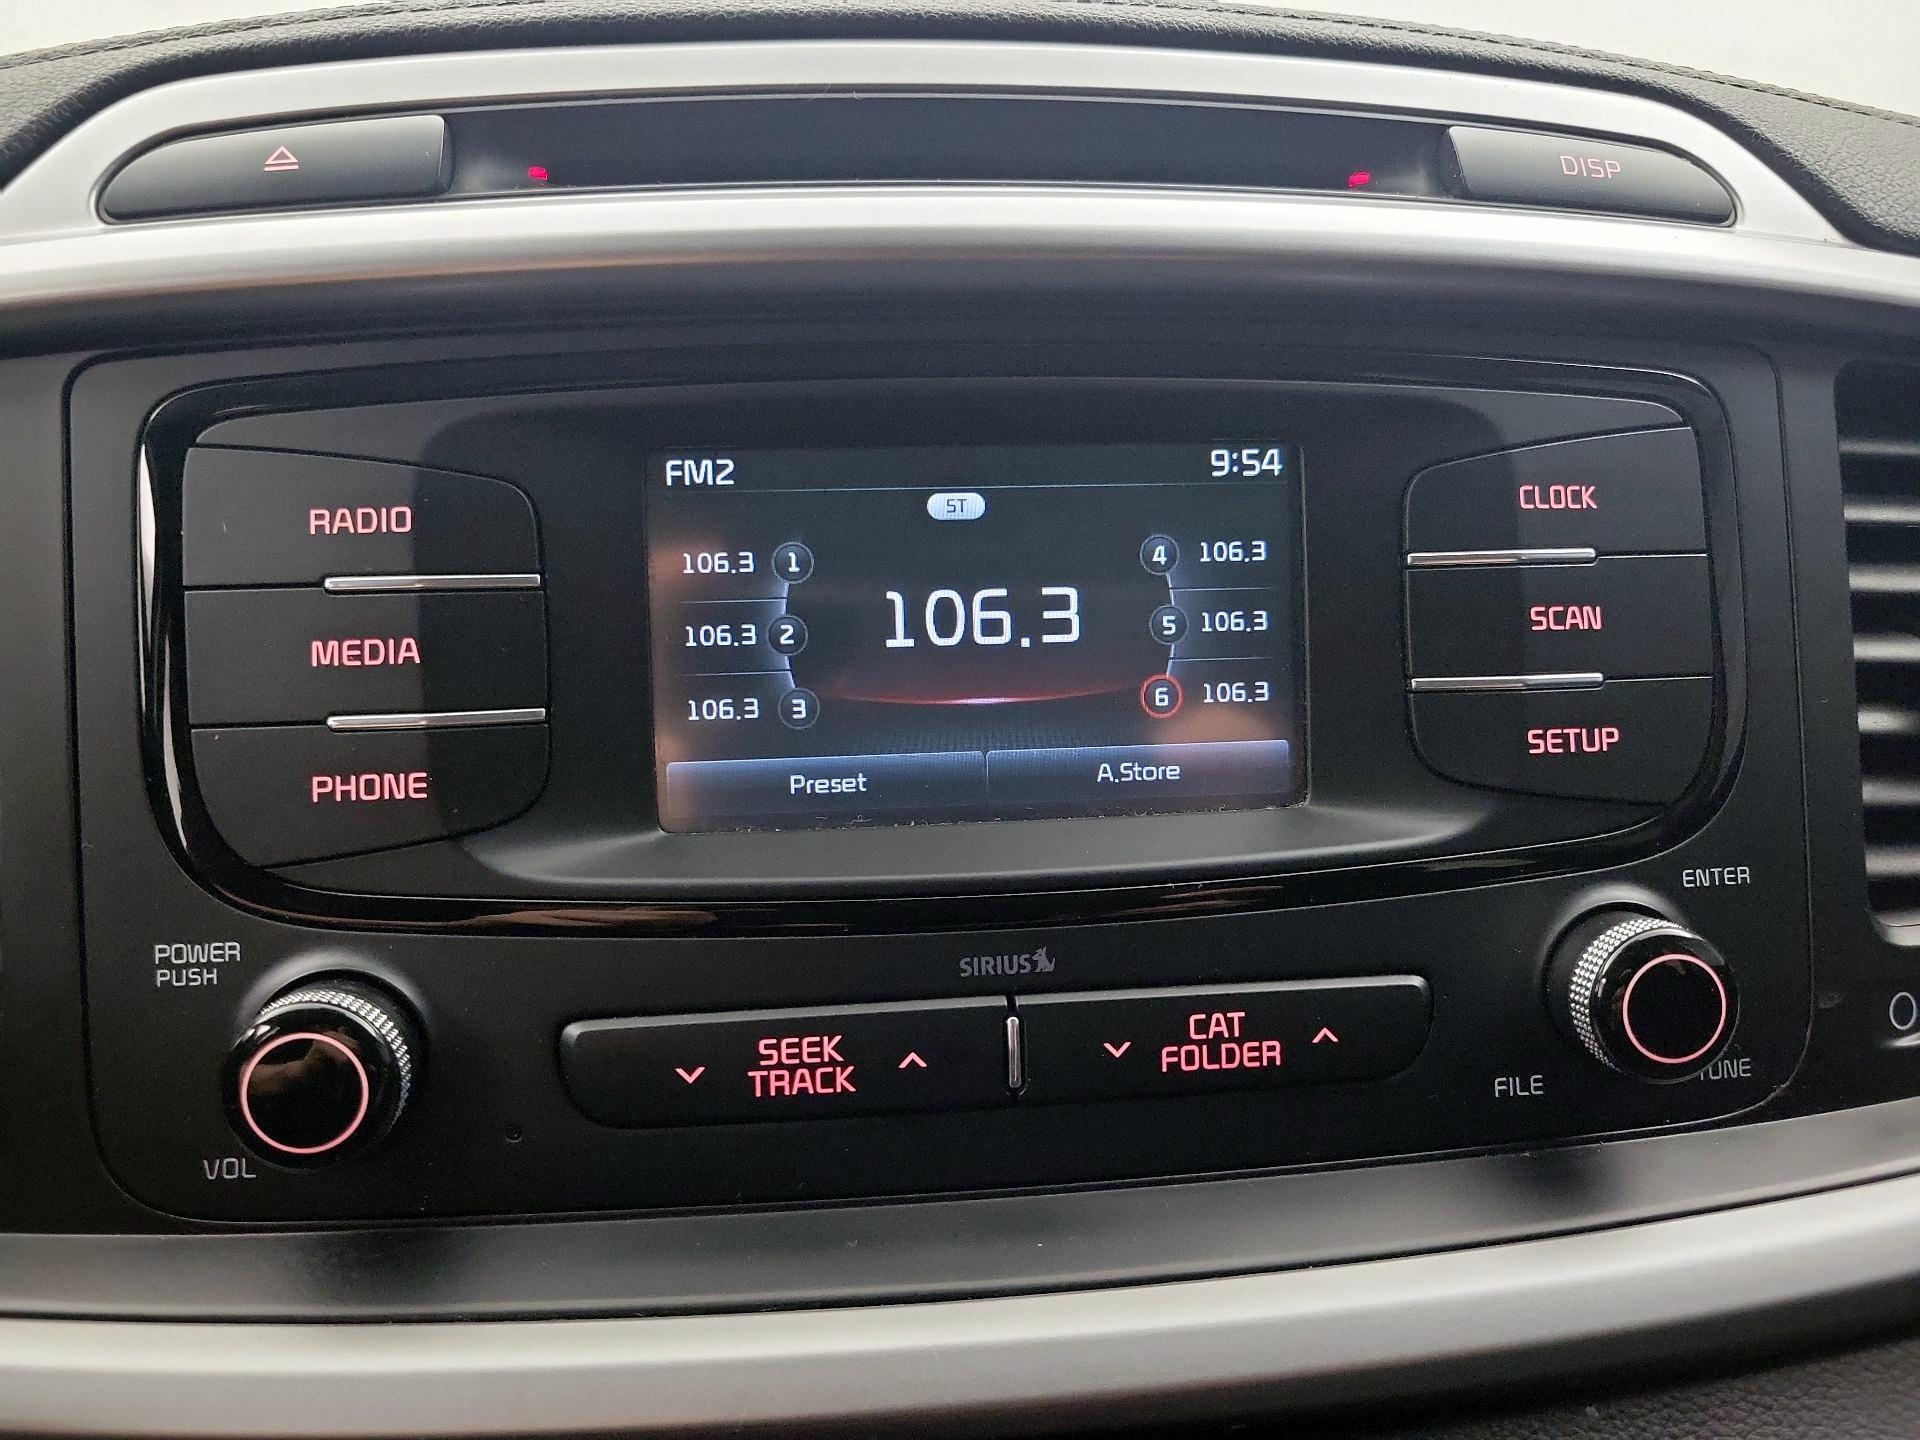 DISP
FM2
9:54
ST
106.3 1
106.3 2
106.3 3
106.3
4 106.3
5 106.3
6 106.3
Preset
A.Store
RADIO
MEDIA
PHONE
CLOCK
SCAN
SETUP
POWER
PUSH
VOL
SIRIUS
SEEK
TRACK
CAT
FOLDER
ENTER
FILE
TUNE